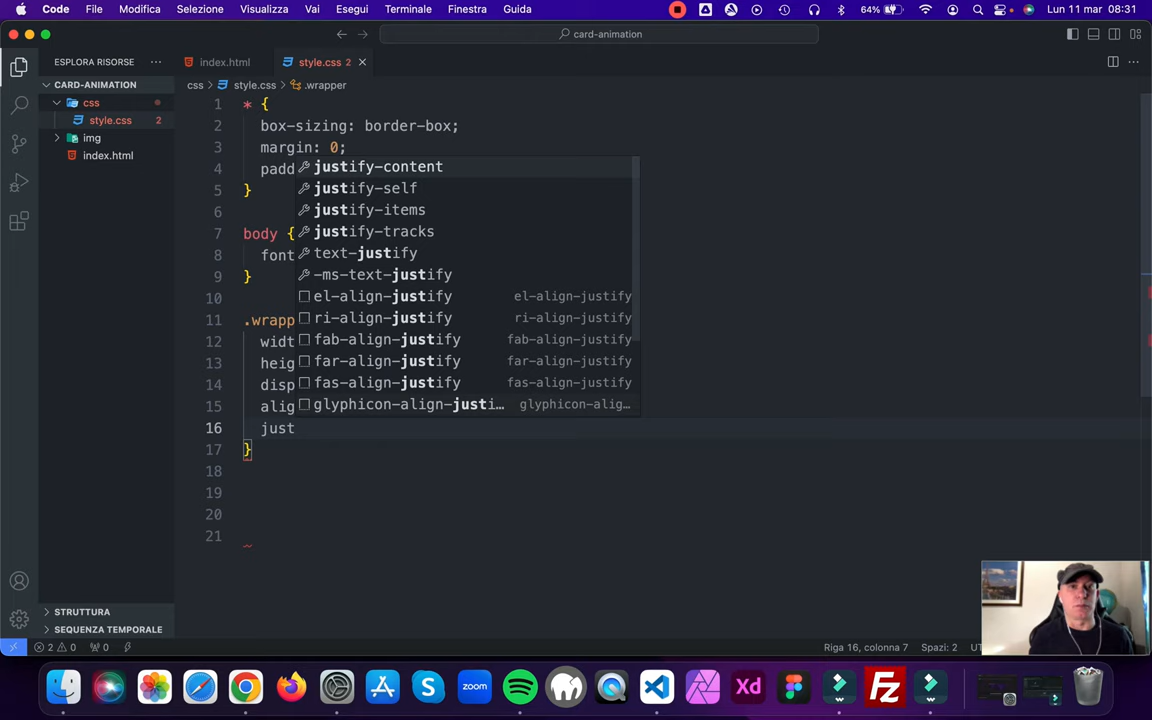 Code File Modifica Selezione Visualizza Vai Esegui Terminale Finestra Guida 64% Lun 11 mar 08:31
card-animation
ESPLORA RISORSE
index.html style.css 2
CARD-ANIMATION
css > style.css > .wrapper
css
style.css 2
img
index.html
1 * {
2 box-sizing: border-box;
3 margin: 0;
4 padd
5 }
6
7 body {
8 font
9 }
10
11 .wrapp
12 widt
13 heig
14 disp
15 alig
16 just
17 }
18
19
20
21
justify-content
justify-self
justify-items
justify-tracks
text-justify
-ms-text-justify
el-align-justify el-align-justify
ri-align-justify ri-align-justify
fab-align-justify fab-align-justify
far-align-justify far-align-justify
fas-align-justify fas-align-justify
glyphicon-align-justi… glyphicon-alig…
STRUTTURA
SEQUENZA TEMPORALE
2 0 0 Riga 16, colonna 7 Spazi: 2
zoom Xd Fz